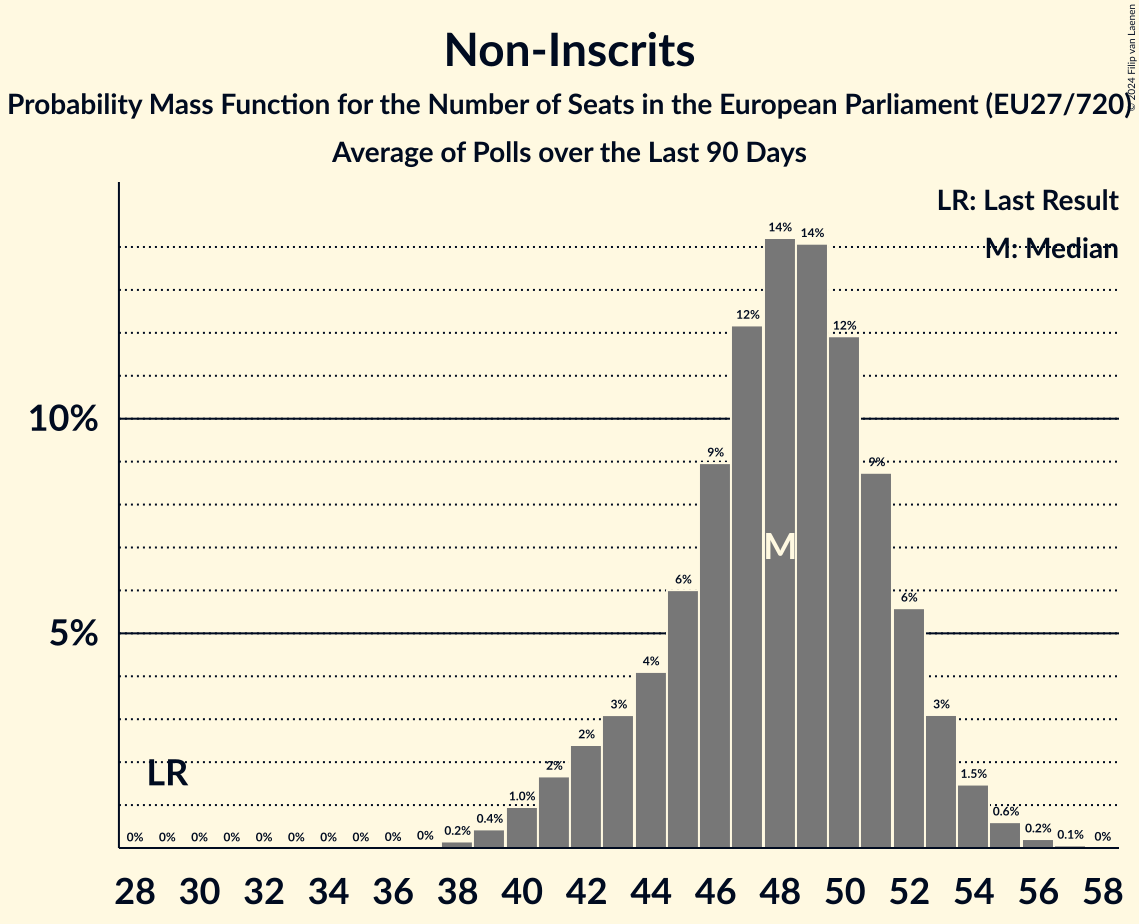 Non-Inscrits
Probability Mass Function for the Number of Seats in the European Parliament (EU27/720)
Average of Polls over the Last 90 Days
© 2024 Filip van Laenen
LR: Last Result
M: Median
14% 14%
12% 12%
10%
9% 9%
M
6% 6%
5%
4%
3% 3%
2%
LR 2% 1.5%
1.0%
0.4% 0.6%
0% 0% 0% 0% 0% 0% 0% 0% 0% 0% 0.2% 0.2% 0.1% 0%
28 30 32 34 36 38 40 42 44 46 48 50 52 54 56 58